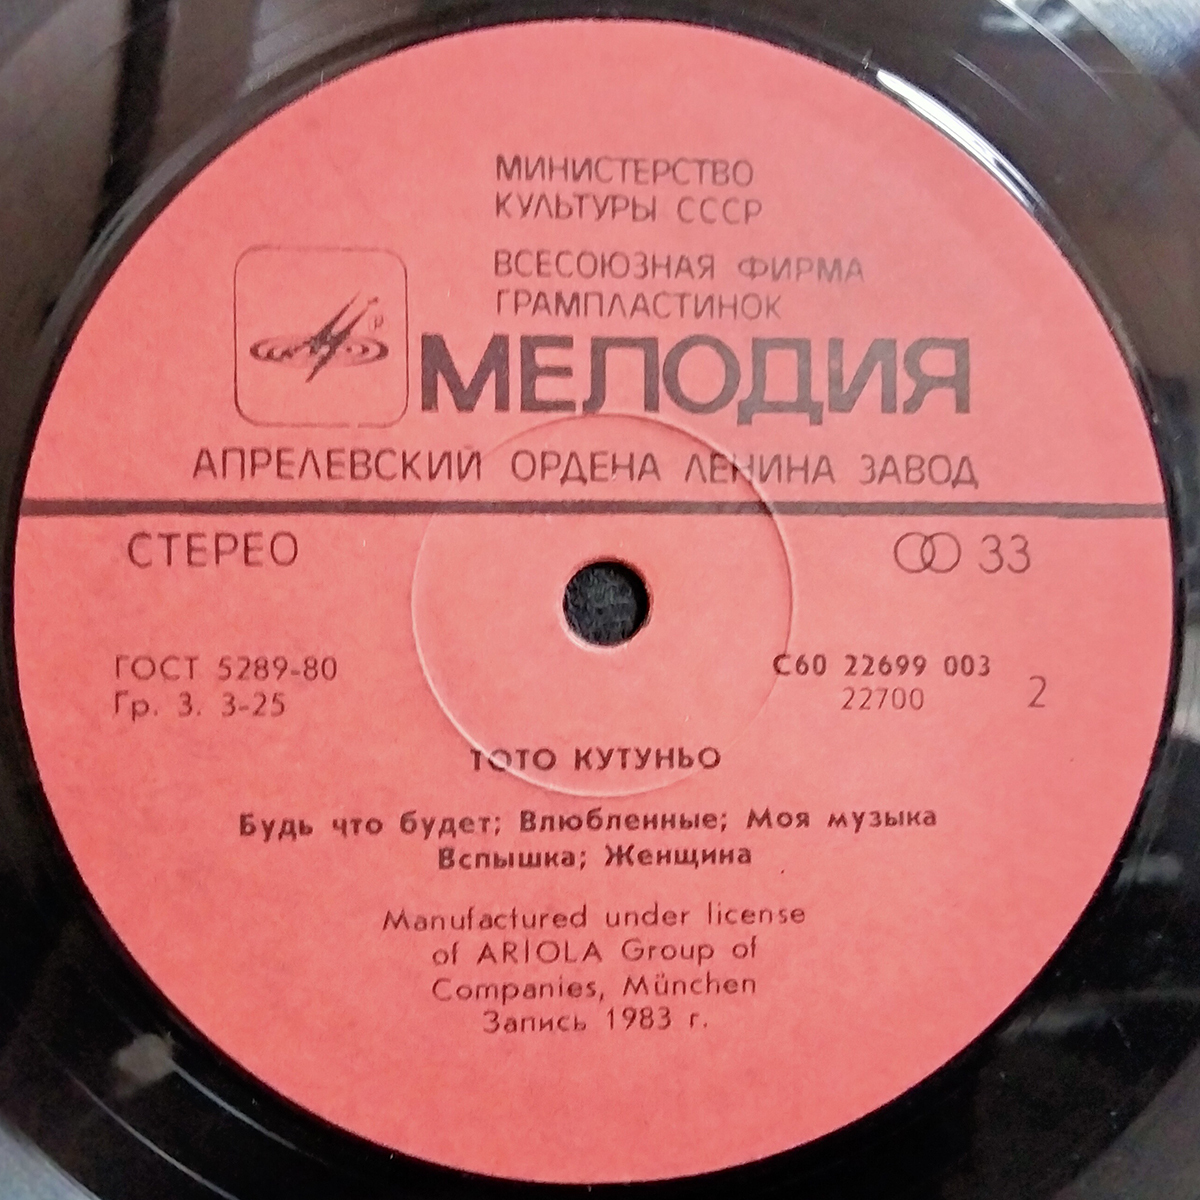 МИНИСТЕРСТВО
КУЛЬТУРЫ СССР
ВСЕСОЮЗНАЯ ФИРМА
ГРАМПЛАСТИНОК
МЕЛОДИЯ
АПРЕЛЕВСКИЙ ОРДЕНА ЛЕНИНА ЗАВОД
СТЕРЕО
33
ГОСТ 5289-80
Гр. 3. 3-25
С60 22699 003
22700
2
ТОТО КУТУНЬО
Будь что будет; Влюбленные; Моя музыка
Вспышка; Женщина
Manufactured under license
of ARIOLA Group of
Companies, München
Запись 1983 г.